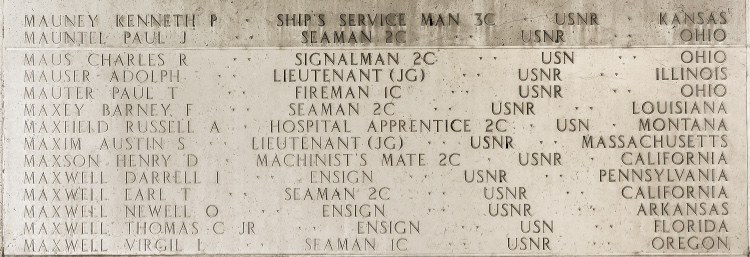 MAUNEY KENNETH P · · SHIP'S SERVICE MAN 3C · · USNR · · KANSAS
MAUNTEL PAUL J · · SEAMAN 2C · · USNR · · OHIO
MAUS CHARLES R · · SIGNALMAN 2C · · USN · · OHIO
MAUSER ADOLPH · · LIEUTENANT (JG) · · USNR · · ILLINOIS
MAUTER PAUL T · · FIREMAN 1C · · USNR · · OHIO
MAXEY BARNEY F · · SEAMAN 2C · · USNR · · LOUISIANA
MAXFIELD RUSSELL A · HOSPITAL APPRENTICE 2C · USN · MONTANA
MAXIM AUSTIN S · · LIEUTENANT (JG) · · USNR · · MASSACHUSETTS
MAXSON HENRY D · MACHINIST'S MATE 2C · USNR · · CALIFORNIA
MAXWELL DARRELL I · · ENSIGN · · USNR · · PENNSYLVANIA
MAXWELL EARL T · · SEAMAN 2C · · USNR · · CALIFORNIA
MAXWELL NEWELL O · · ENSIGN · · USNR · · ARKANSAS
MAXWELL THOMAS C JR · · ENSIGN · · USN · · FLORIDA
MAXWELL VIRGIL L · · SEAMAN 1C · · USNR · · OREGON